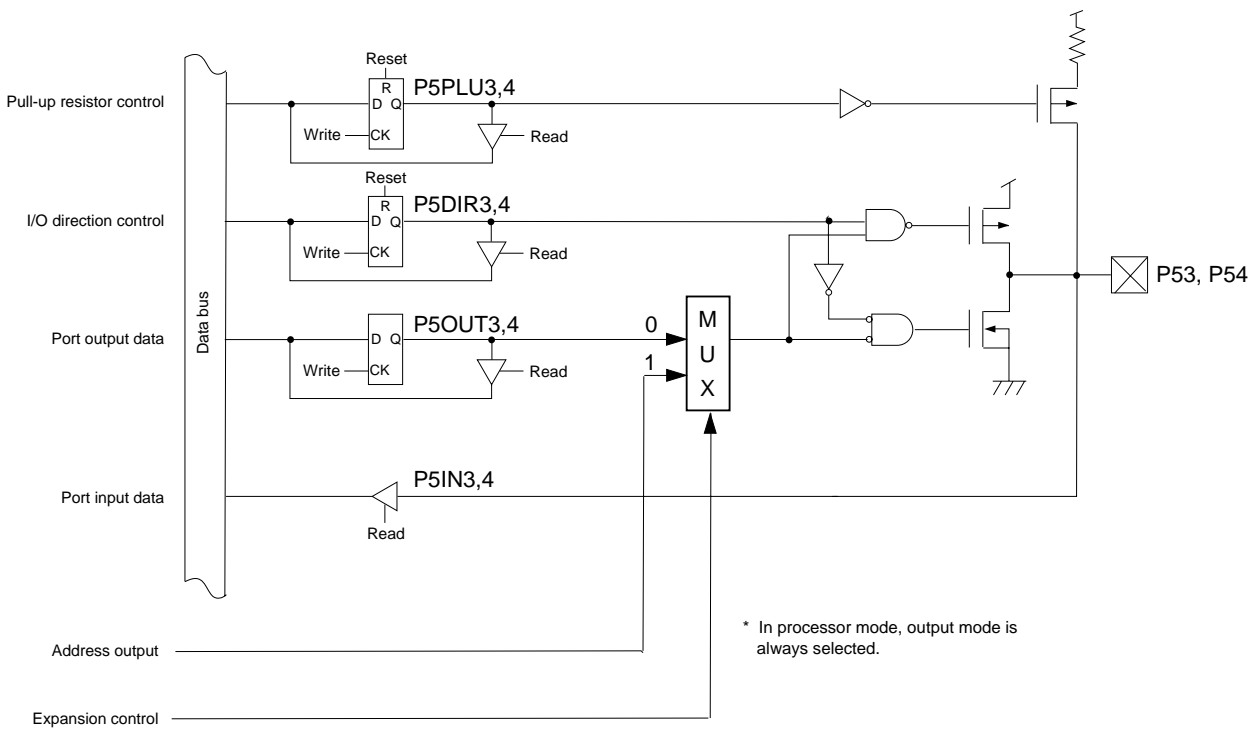 Reset
Pull-up resistor control
R
P5PLU3,4
D Q
Write
CK
Read
Reset
I/O direction control
R
P5DIR3,4
D Q
Write
CK
Read
P53, P54
Data bus
Port output data
D Q
P5OUT3,4
Write
CK
Read
0
1
M
U
X
Port input data
P5IN3,4
Read
Address output
* In processor mode, output mode is
always selected.
Expansion control